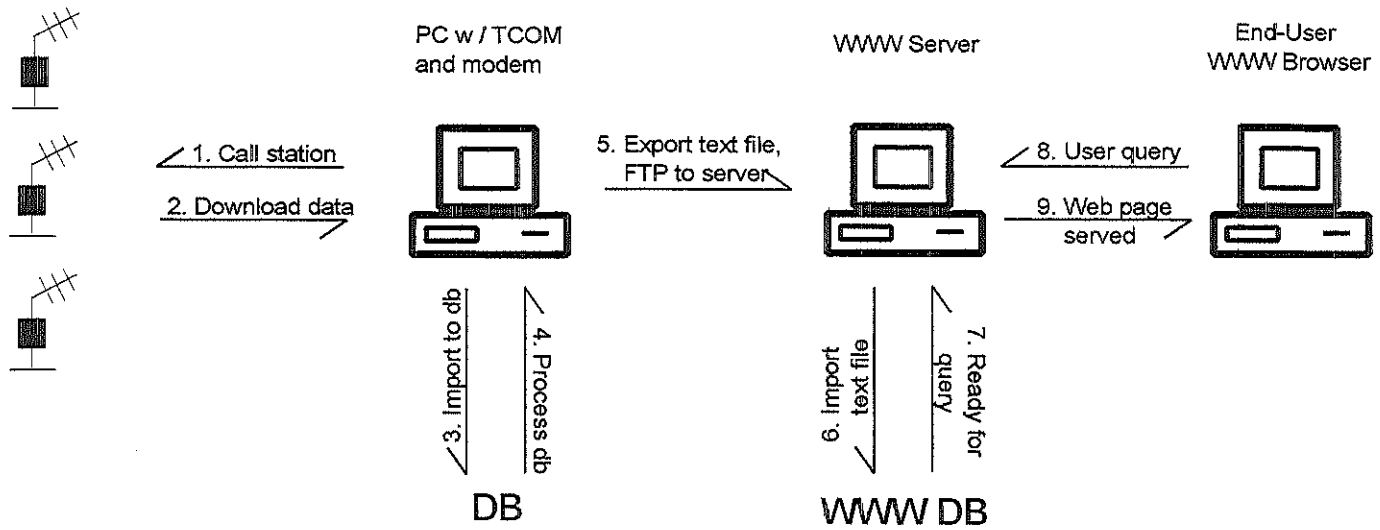 PC w / TCOM
and modem
WWW Server
End-User
WWW Browser
1. Call station
2. Download data
3. Import to db
4. Process db
DB
5. Export text file,
FTP to server
6. Import
text file
7. Ready for
query
WWW DB
8. User query
9. Web page
served